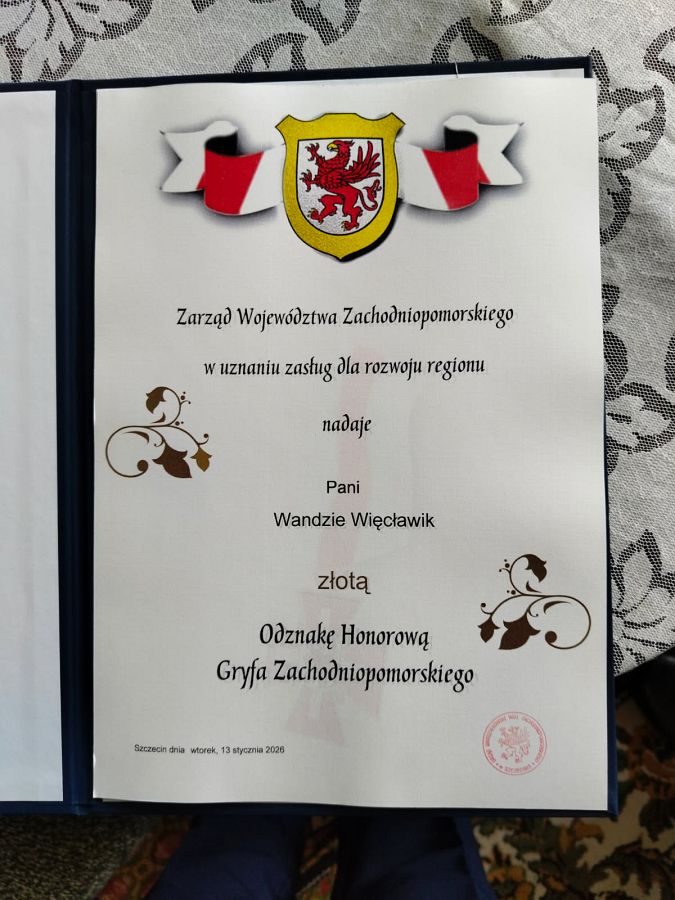 Zarząd Województwa Zachodniopomorskiego
w uznaniu zasług dla rozwoju regionu
nadaje
Pani
Wandzie Więcławik
złotą
Odznakę Honorową
Gryfa Zachodniopomorskiego
Szczecin dnia wtorek, 13 stycznia 2026